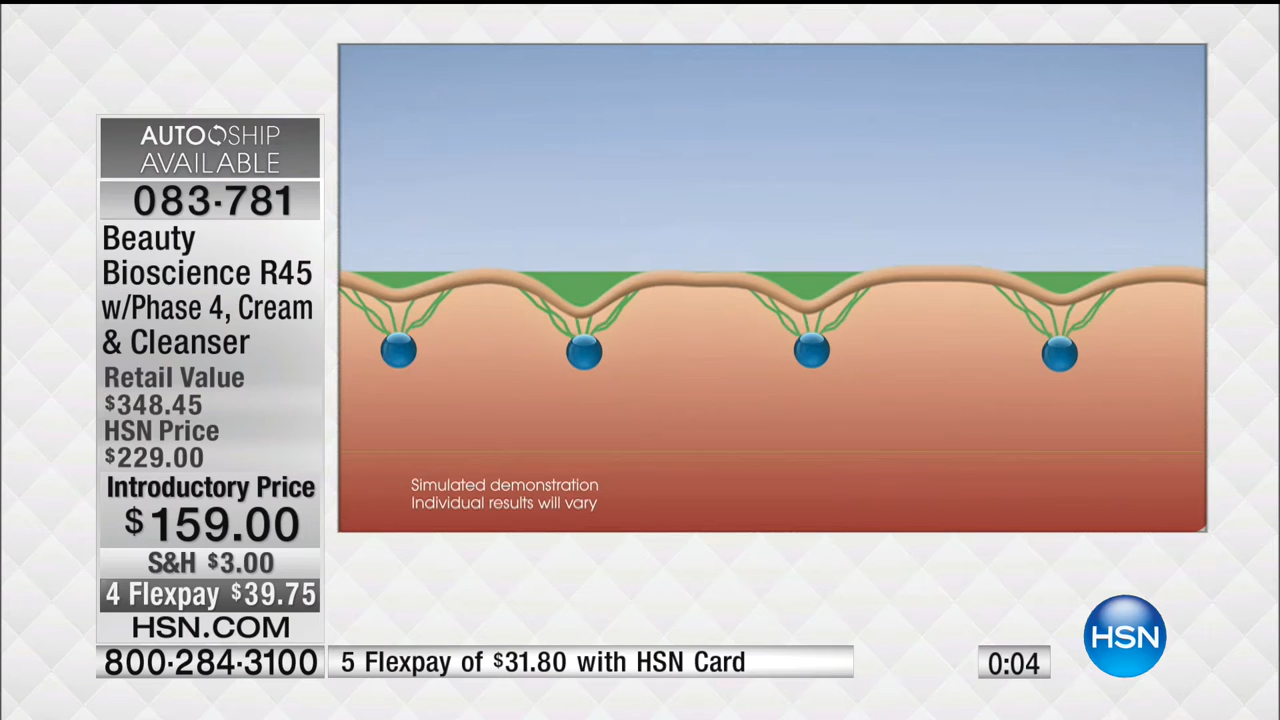 AUTO SHIP
AVAILABLE
083·781
Beauty
Bioscience R45
w/Phase 4, Cream
& Cleanser
Retail Value
$348.45
HSN Price
$229.00
Introductory Price
$159.00
S&H $3.00
4 Flexpay $39.75
HSN.COM
800·284·3100
Simulated demonstration
Individual results will vary
5 Flexpay of $31.80 with HSN Card
0:04
HSN